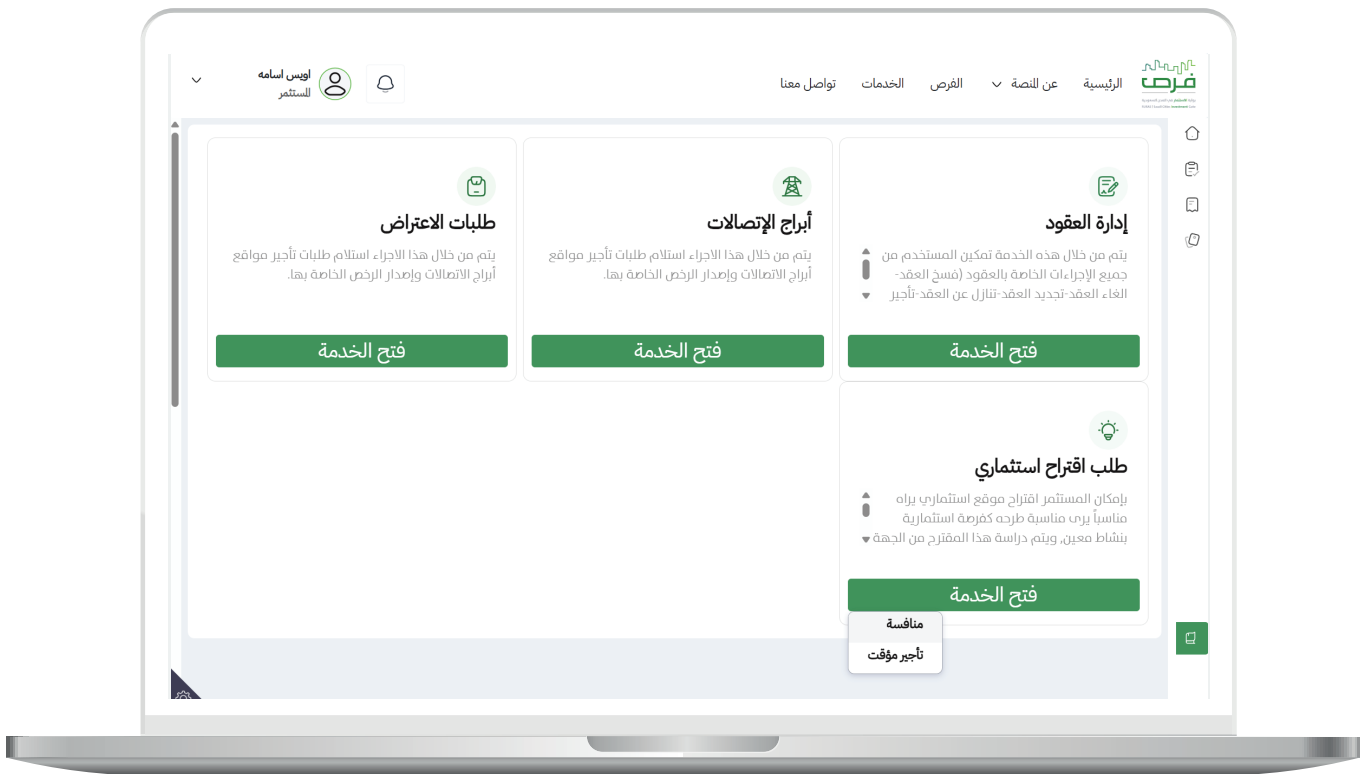 فرص
الرئيسية
عن المنصة
الفرص
الخدمات
تواصل معنا
اويس اسامه
المستثمر
إدارة العقود
يتم من خلال هذه الخدمة تمكين المستخدم من
جميع الإجراءات الخاصة بالعقود (فسخ العقد-
الغاء العقد-تجديد العقد-تنازل عن العقد-تأجير
فتح الخدمة
أبراج الإتصالات
يتم من خلال هذا الاجراء استلام طلبات تأجير مواقع
أبراج الاتصالات وإصدار الرخص الخاصة بها.
فتح الخدمة
طلبات الاعتراض
يتم من خلال هذا الاجراء استلام طلبات تأجير مواقع
أبراج الاتصالات وإصدار الرخص الخاصة بها.
فتح الخدمة
طلب اقتراح استثماري
بإمكان المستثمر اقتراح موقع استثماري يراه
مناسباً يرى مناسبة طرحه كفرصة استثمارية
بنشاط معين, ويتم دراسة هذا المقترح من الجهة
فتح الخدمة
منافسة
تأجير مؤقت